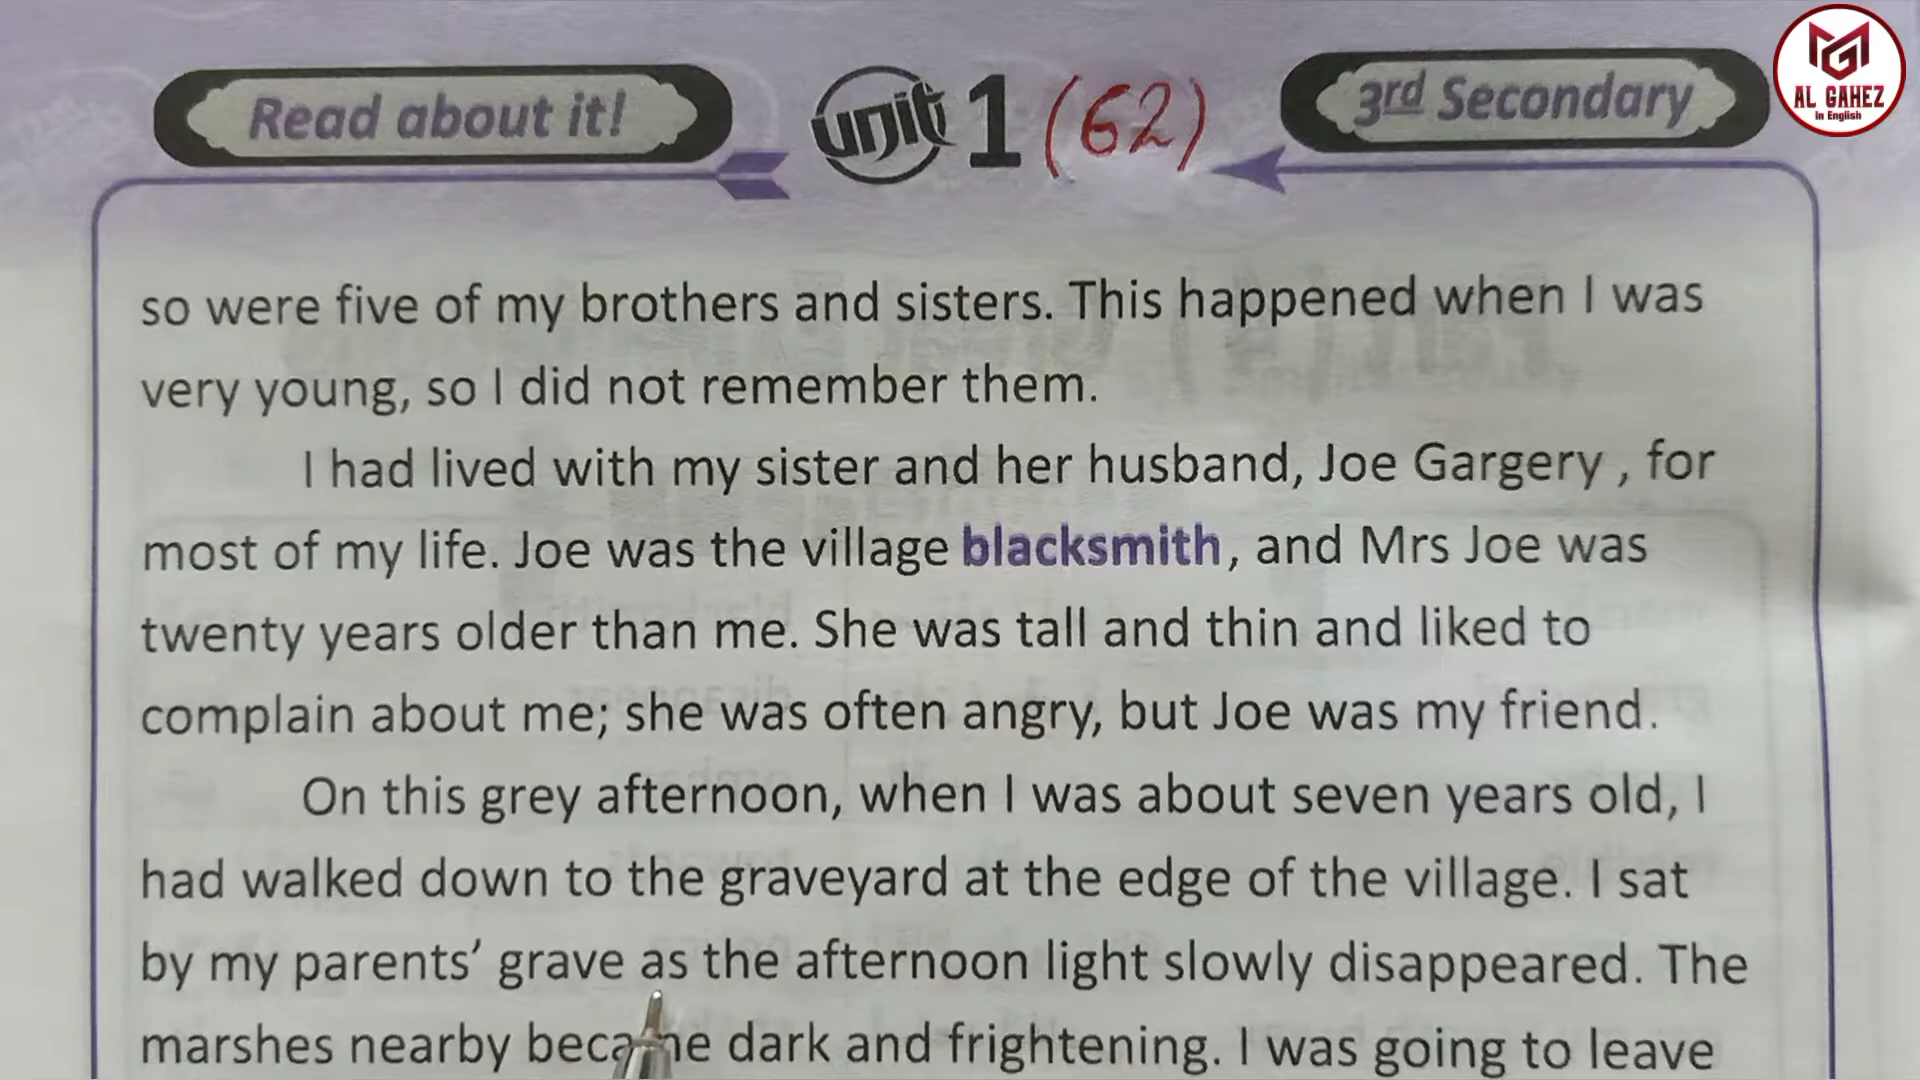 Read about it!
unit 1 (62)
3rd Secondary
AL GAHEZ
in English
so were five of my brothers and sisters. This happened when I was
very young, so I did not remember them.
I had lived with my sister and her husband, Joe Gargery , for
most of my life. Joe was the village blacksmith, and Mrs Joe was
twenty years older than me. She was tall and thin and liked to
complain about me; she was often angry, but Joe was my friend.
On this grey afternoon, when I was about seven years old, I
had walked down to the graveyard at the edge of the village. I sat
by my parents’ grave as the afternoon light slowly disappeared. The
marshes nearby became dark and frightening. I was going to leave